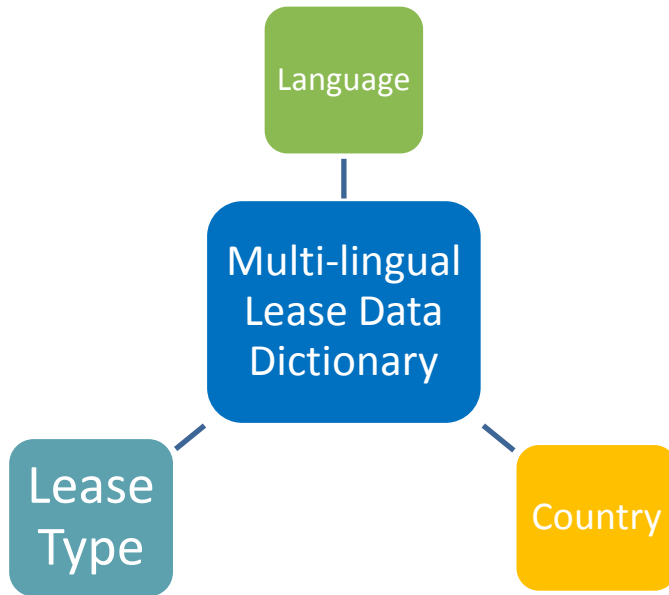 Language
Multi-lingual
Lease Data
Dictionary
Lease
Type
Country